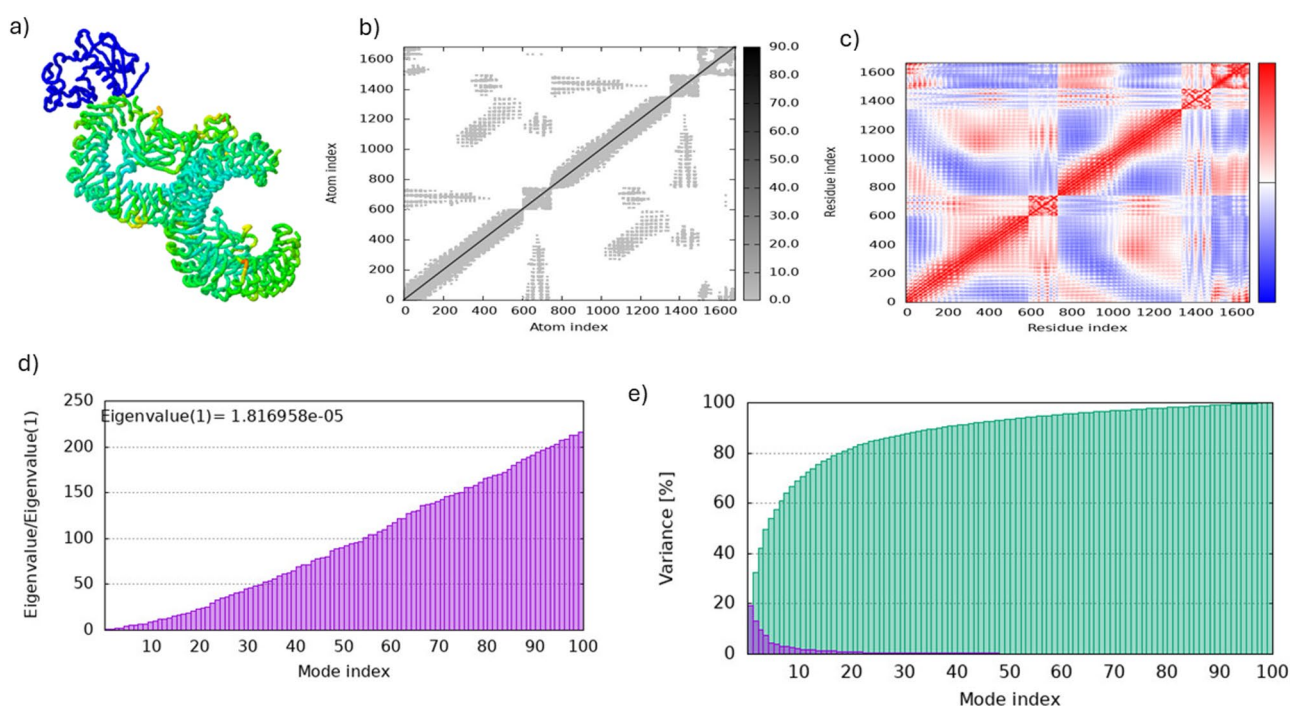 a)
b)
c)
1600
1400
1200
1000
800
600
400
200
0
Atom index
0 200 400 600 800 1000 1200 1400 1600
Atom index
90.0
80.0
70.0
60.0
50.0
40.0
30.0
20.0
10.0
0.0
1600
1400
1200
1000
800
600
400
200
0
Residue index
0 200 400 600 800 1000 1200 1400 1600
Residue index
d)
Eigenvalue(1)= 1.816958e-05
250
200
150
100
50
0
Eigenvalue/Eigenvalue(1)
10 20 30 40 50 60 70 80 90 100
Mode index
e)
100
80
60
40
20
0
Variance [%]
10 20 30 40 50 60 70 80 90 100
Mode index